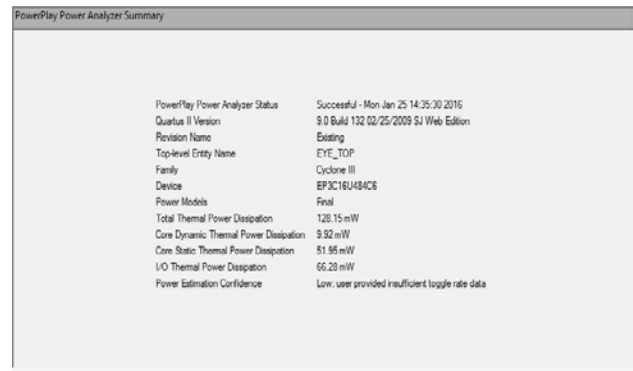 PowerPlay Power Analyzer Summary
PowerPlay Power Analyzer Status Successful - Mon Jan 25 14:35:30 2016
Quartus II Version 9.0 Build 132 02/25/2009 SJ Web Edition
Revision Name Existing
Top-level Entity Name EYE_TOP
Family Cyclone III
Device EP3C16U484C6
Power Models Final
Total Thermal Power Dissipation 128.15 mW
Core Dynamic Thermal Power Dissipation 9.92 mW
Core Static Thermal Power Dissipation 51.95 mW
I/O Thermal Power Dissipation 66.28 mW
Power Estimation Confidence Low: user provided insufficient toggle rate data